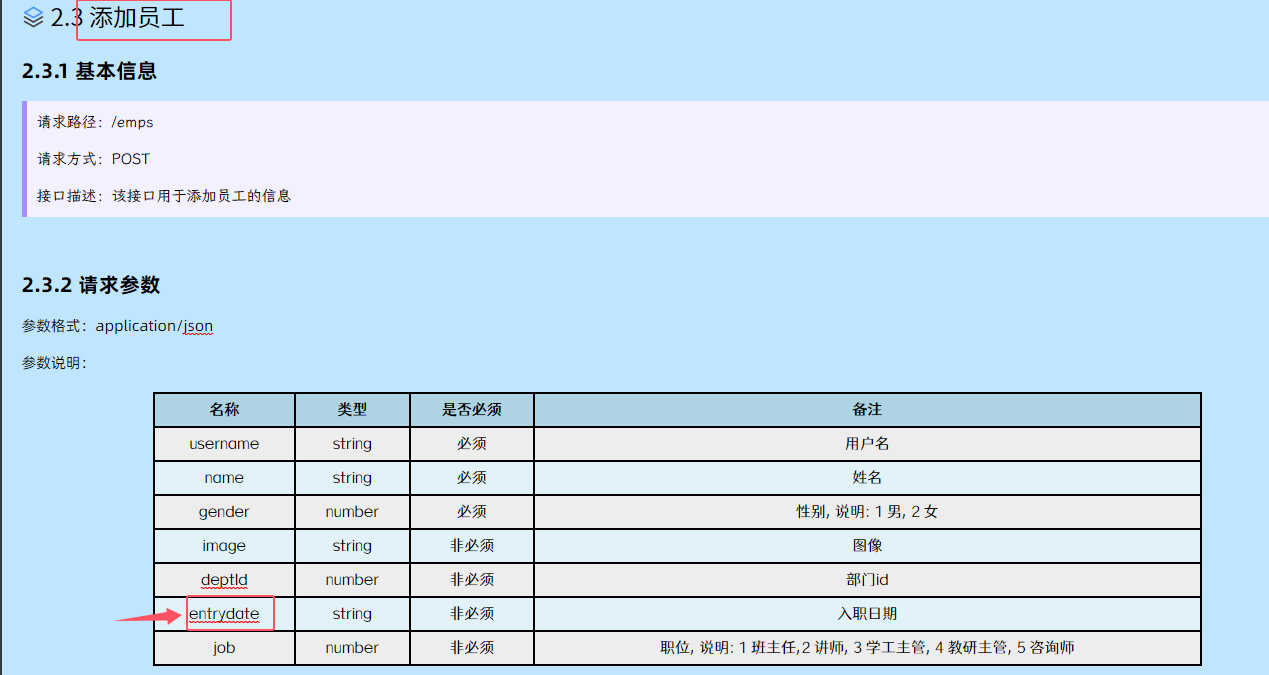 2.3 添加员工
2.3.1 基本信息
请求路径：/emps
请求方式：POST
接口描述：该接口用于添加员工的信息
2.3.2 请求参数
参数格式：application/json
参数说明：
名称 类型 是否必须 备注
username string 必须 用户名
name string 必须 姓名
gender number 必须 性别, 说明: 1 男, 2 女
image string 非必须 图像
deptId number 非必须 部门id
entrydate string 非必须 入职日期
job number 非必须 职位, 说明: 1 班主任,2 讲师, 3 学工主管, 4 教研主管, 5 咨询师